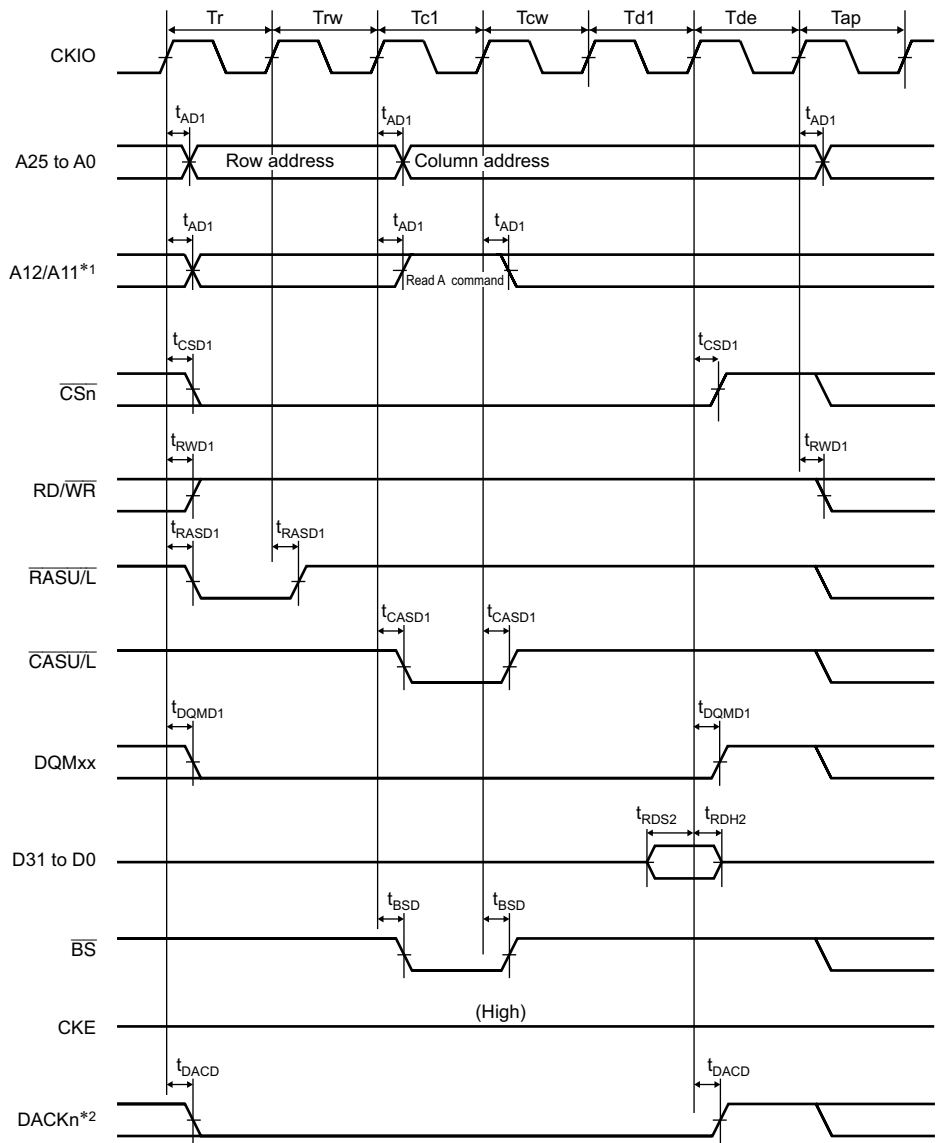 Tr Trw Tc1 Tcw Td1 Tde Tap
CKIO
tAD1 tAD1 tAD1
A25 to A0 Row address Column address
tAD1 tAD1 tAD1
A12/A11*1 Read A command
tCSD1 tCSD1
CSn
tRWD1 tRWD1
RD/WR
tRASD1 tRASD1
RASU/L
tCASD1 tCASD1
CASU/L
tDQMD1 tDQMD1
DQMxx
tRDS2 tRDH2
D31 to D0
tBSD tBSD
BS
(High)
CKE
tDACD tDACD
DACKn*2